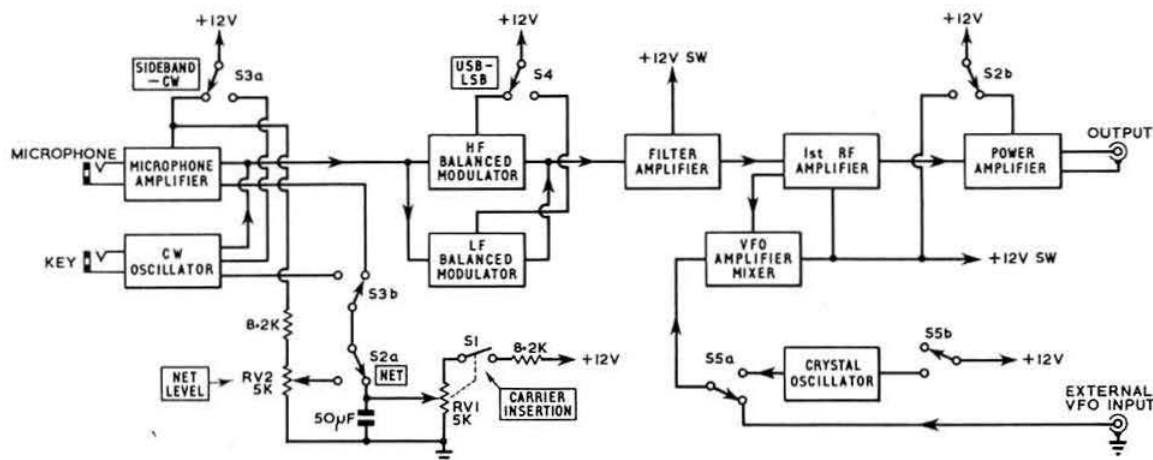 +12V
+12V
+12V
+12V SW
SIDEBAND
-CW
S3a
USB-
LSB
S4
S2b
MICROPHONE
MICROPHONE
AMPLIFIER
HF
BALANCED
MODULATOR
FILTER
AMPLIFIER
1st RF
AMPLIFIER
POWER
AMPLIFIER
OUTPUT
KEY
CW
OSCILLATOR
LF
BALANCED
MODULATOR
VFO
AMPLIFIER
MIXER
+12V SW
S3b
8·2K
S2a
NET
S1
8·2K
+12V
S5a
CRYSTAL
OSCILLATOR
S5b
+12V
NET
LEVEL
RV2
5K
50µF
RV1
5K
CARRIER
INSERTION
EXTERNAL
VFO INPUT